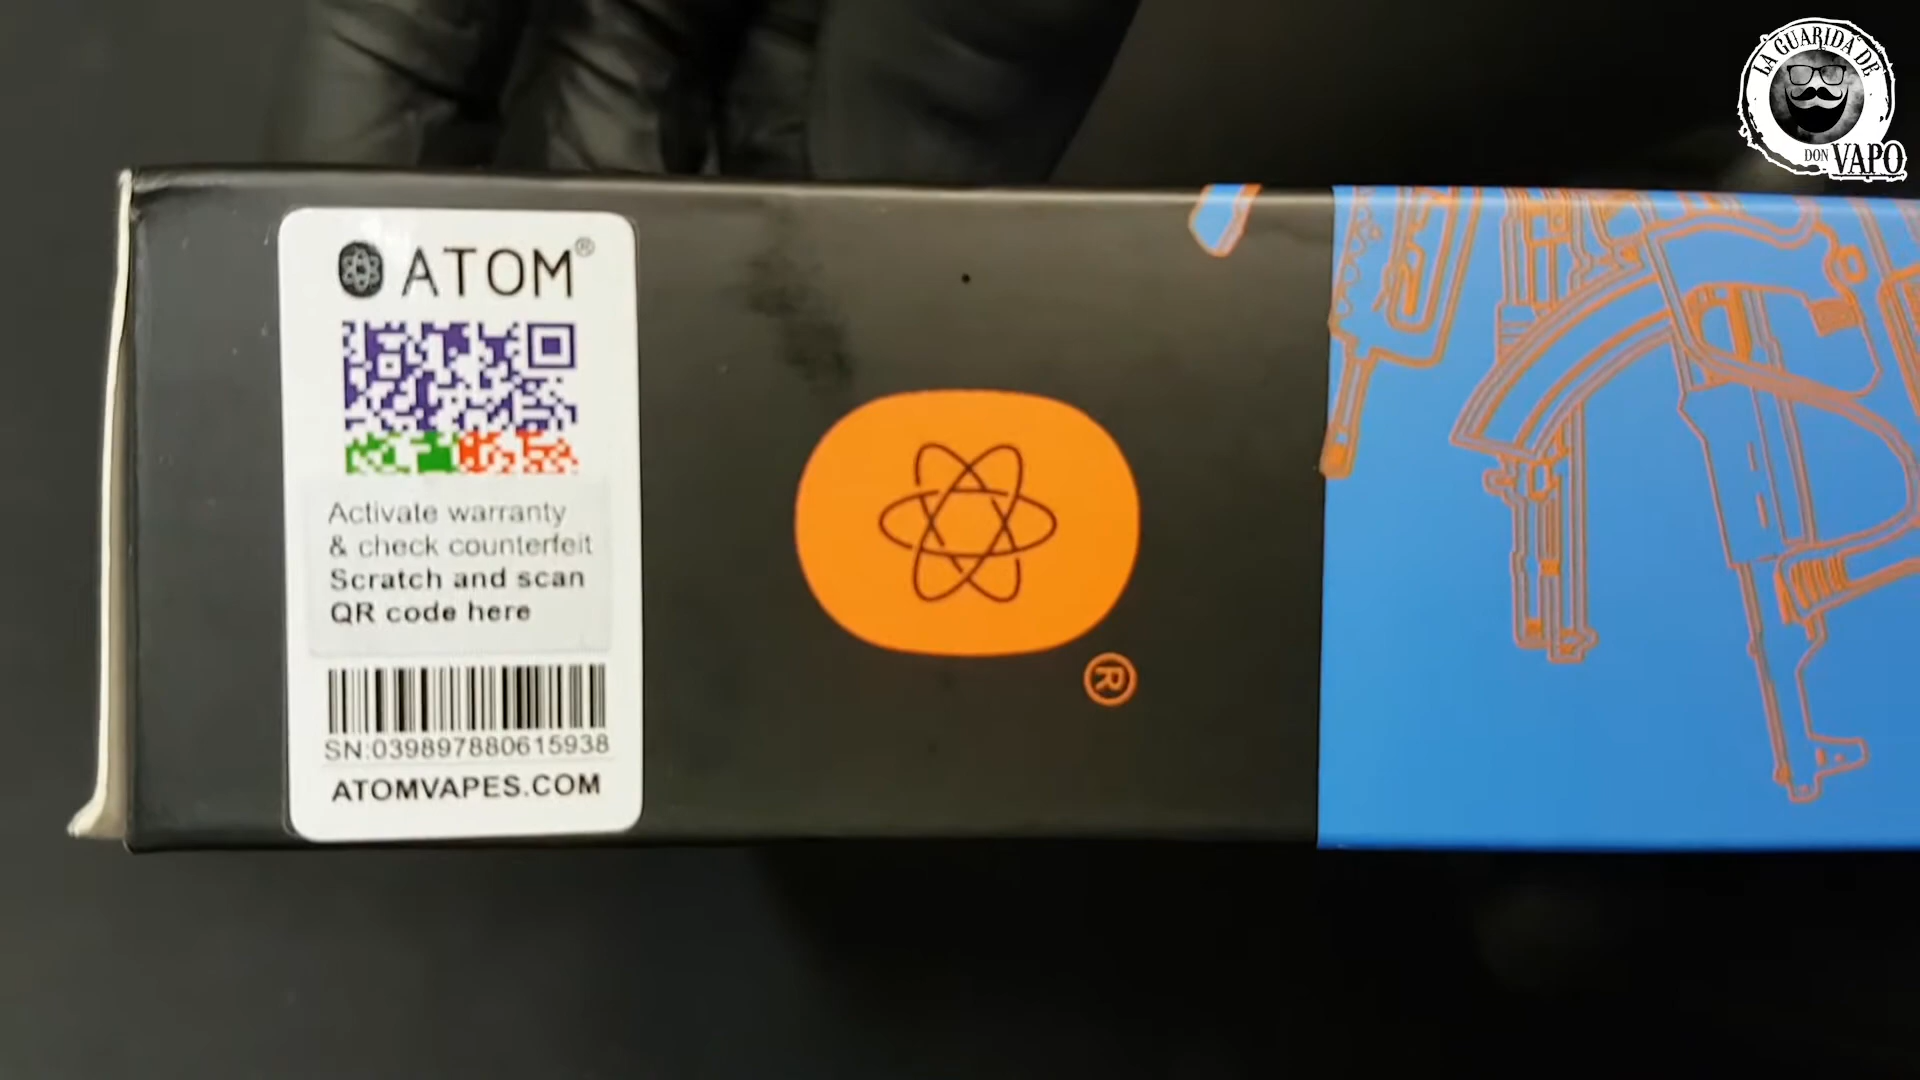 LA GUARIDA DE
DON VAPO
ATOM®
Activate warranty
& check counterfeit
Scratch and scan
QR code here
SN:039897880615938
ATOMVAPES.COM
®